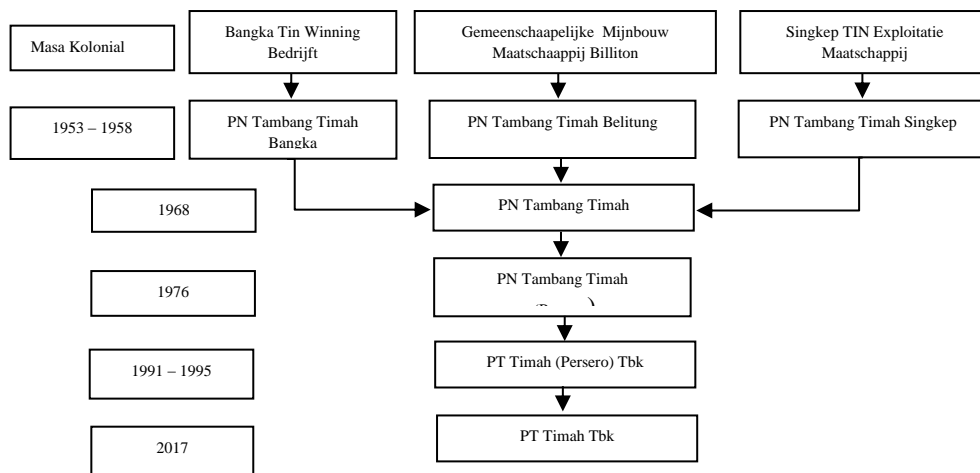 Masa Kolonial
Bangka Tin Winning
Bedrijft
Gemeenschaapelijke Mijnbouw
Maatschaappij Billiton
Singkep TIN Exploitatie
Maatschappij
1953 – 1958
PN Tambang Timah
Bangka
PN Tambang Timah Belitung
PN Tambang Timah Singkep
1968
PN Tambang Timah
1976
PN Tambang Timah
1991 – 1995
PT Timah (Persero) Tbk
2017
PT Timah Tbk